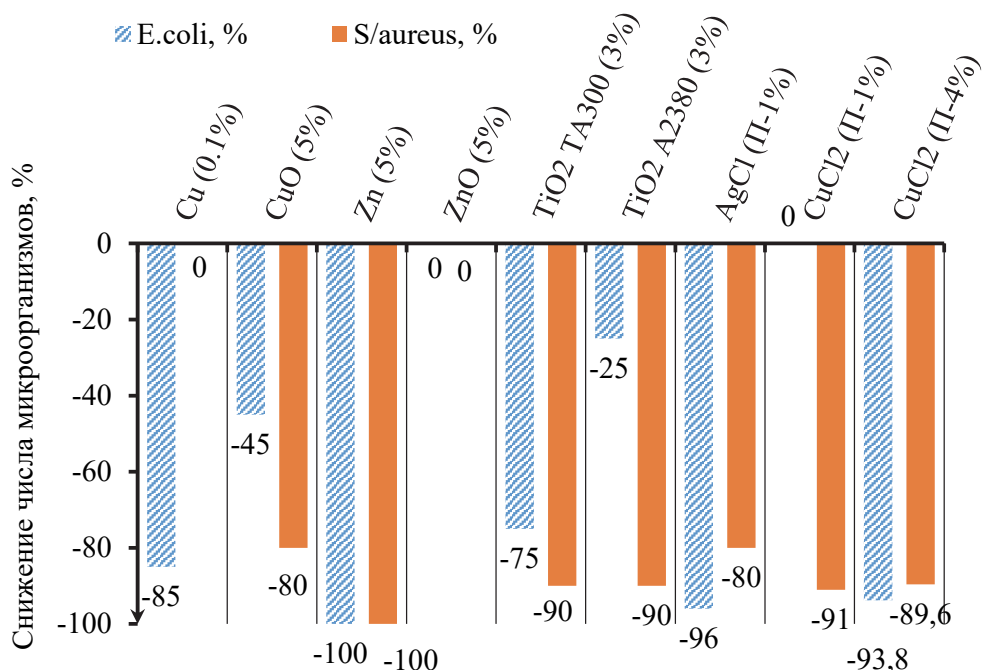 E.coli, %
S/aureus, %
Cu (0.1%)
CuO (5%)
Zn (5%)
ZnO (5%)
TiO2 TA300 (3%)
TiO2 A2380 (3%)
AgCl (П-1%)
CuCl2 (П-1%)
CuCl2 (П-4%)
Снижение числа микроорганизмов, %
0
-20
-40
-60
-80
-100
-85
0
-45
-80
-100
-100
0
0
-75
-90
-25
-90
-96
-80
0
-91
-93,8
-89,6